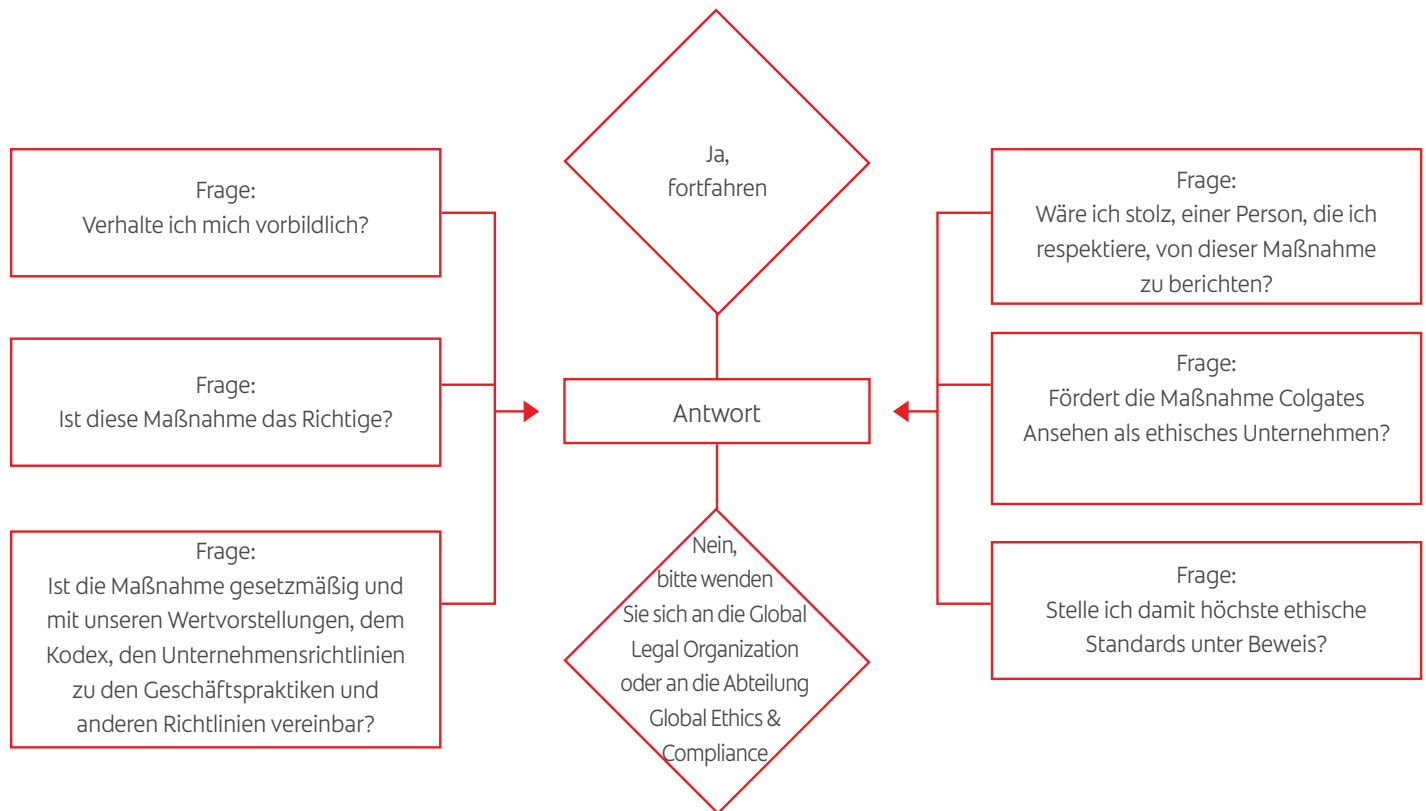 Frage:
Verhalte ich mich vorbildlich?
Frage:
Ist diese Maßnahme das Richtige?
Frage:
Ist die Maßnahme gesetzmäßig und
mit unseren Wertvorstellungen, dem
Kodex, den Unternehmensrichtlinien
zu den Geschäftspraktiken und
anderen Richtlinien vereinbar?
Ja,
fortfahren
Antwort
Nein,
bitte wenden
Sie sich an die Global
Legal Organization
oder an die Abteilung
Global Ethics &
Compliance
Frage:
Wäre ich stolz, einer Person, die ich
respektiere, von dieser Maßnahme
zu berichten?
Frage:
Fördert die Maßnahme Colgates
Ansehen als ethisches Unternehmen?
Frage:
Stelle ich damit höchste ethische
Standards unter Beweis?